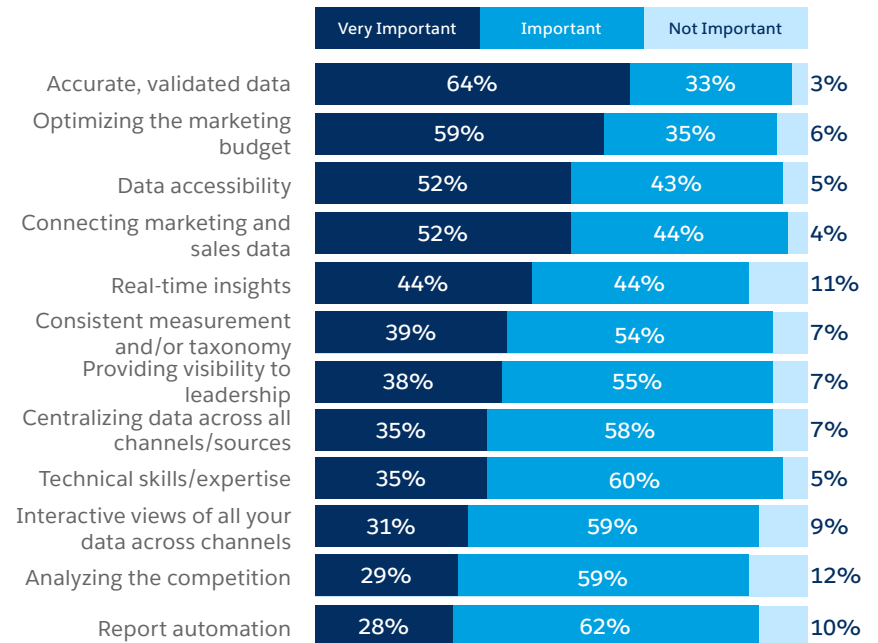 Very Important Important Not Important
Accurate, validated data 64% 33% 3%
Optimizing the marketing
budget 59% 35% 6%
Data accessibility 52% 43% 5%
Connecting marketing and
sales data 52% 44% 4%
Real-time insights 44% 44% 11%
Consistent measurement
and/or taxonomy 39% 54% 7%
Providing visibility to
leadership 38% 55% 7%
Centralizing data across all
channels/sources 35% 58% 7%
Technical skills/expertise 35% 60% 5%
Interactive views of all your
data across channels 31% 59% 9%
Analyzing the competition 29% 59% 12%
Report automation 28% 62% 10%